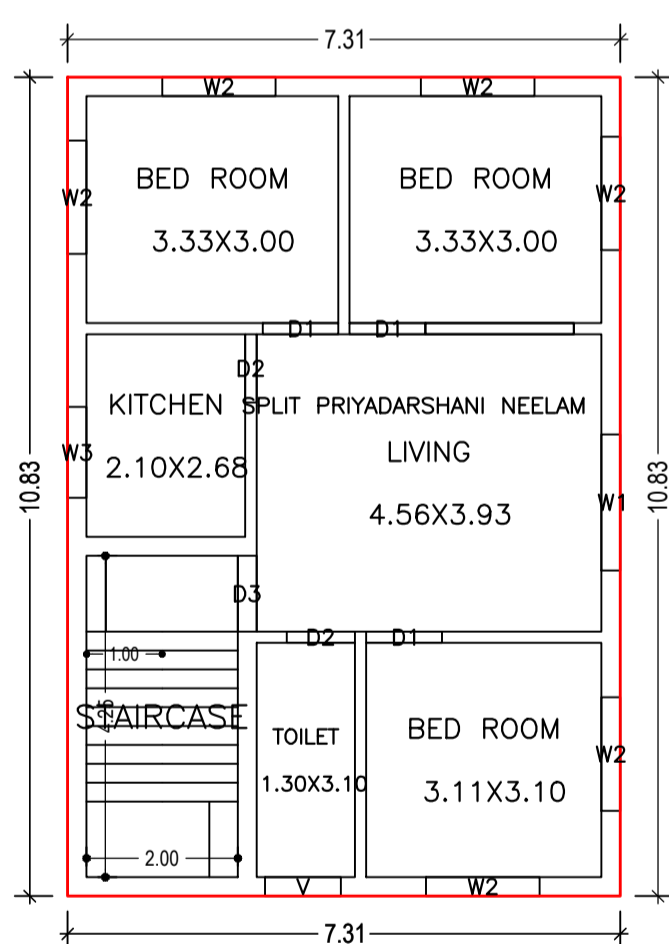 7.31
W2 W2
BED ROOM BED ROOM
W2 W2
3.33X3.00 3.33X3.00
D1 D1
D2
KITCHEN SPLIT PRIYADARSHANI NEELAM
LIVING
W3 2.10X2.68
10.83 10.83
W1
4.56X3.93
D3
D2 D1
1.00
4.25
STAIRCASE
TOILET BED ROOM
W2
1.30X3.10 3.11X3.10
2.00
V W2
7.31